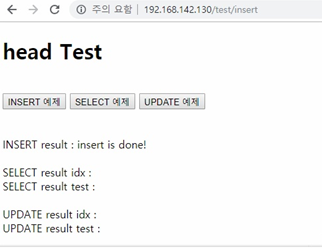 주의 요함 | 192.168.142.130/test/insert
head Test
INSERT 예제 SELECT 예제 UPDATE 예제
INSERT result : insert is done!
SELECT result idx :
SELECT result test :
UPDATE result idx :
UPDATE result test :